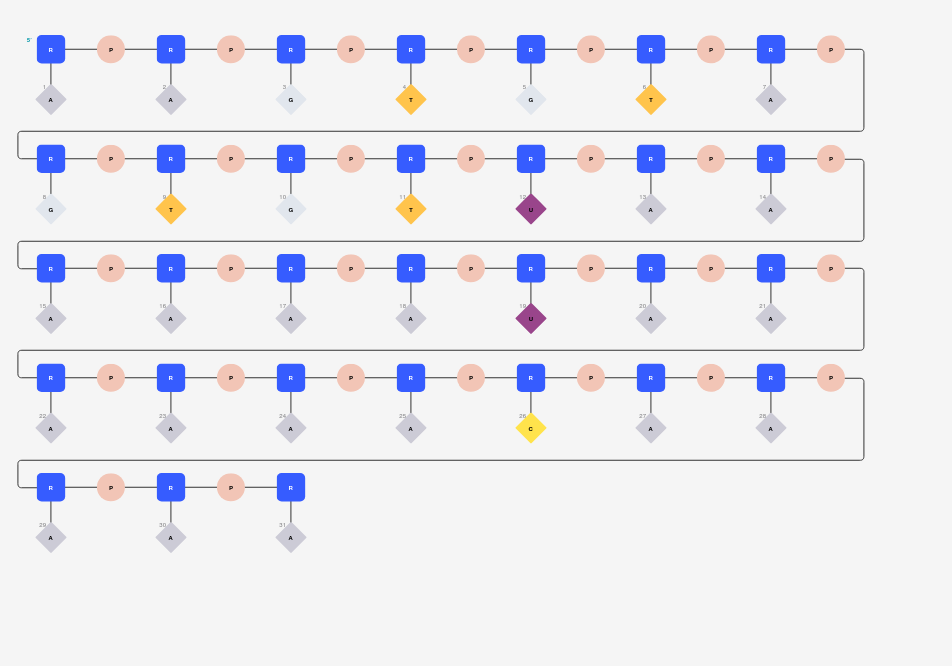 5'
R P R P R P R P R P R P R P
1 2 3 4 5 6 7
A A G T G T A
R P R P R P R P R P R P R P
8 9 10 11 12 13 14
G T G T U A A
R P R P R P R P R P R P R P
15 16 17 18 19 20 21
A A A A U A A
R P R P R P R P R P R P R P
22 23 24 25 26 27 28
A A A A C A A
R P R P R
29 30 31
A A A